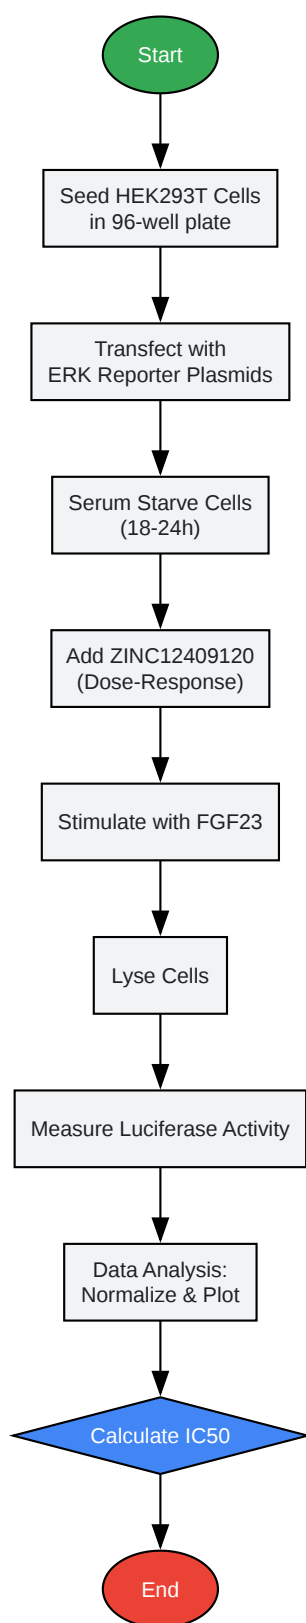 Start
Seed HEK293T Cells
in 96-well plate
Transfect with
ERK Reporter Plasmids
Serum Starve Cells
(18-24h)
Add ZINC12409120
(Dose-Response)
Stimulate with FGF23
Lyse Cells
Measure Luciferase Activity
Data Analysis:
Normalize & Plot
Calculate IC50
End